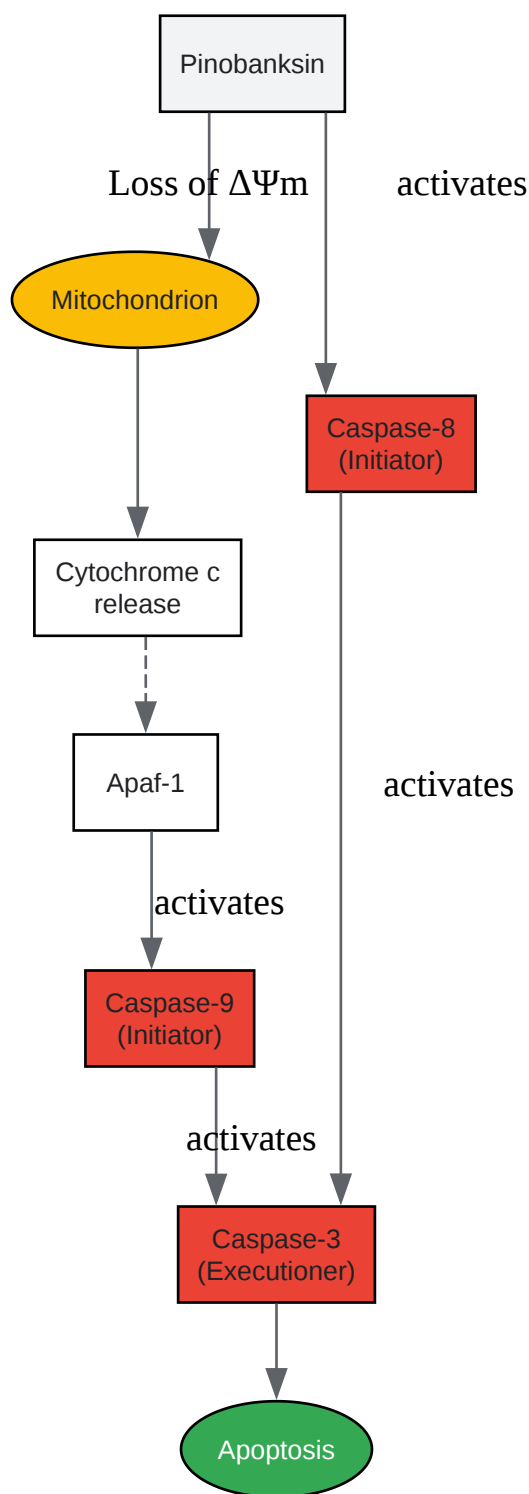 Pinobanksin
Loss of ΔΨm
activates
Mitochondrion
Caspase-8
(Initiator)
Cytochrome c
release
Apaf-1
activates
activates
Caspase-9
(Initiator)
activates
Caspase-3
(Executioner)
Apoptosis